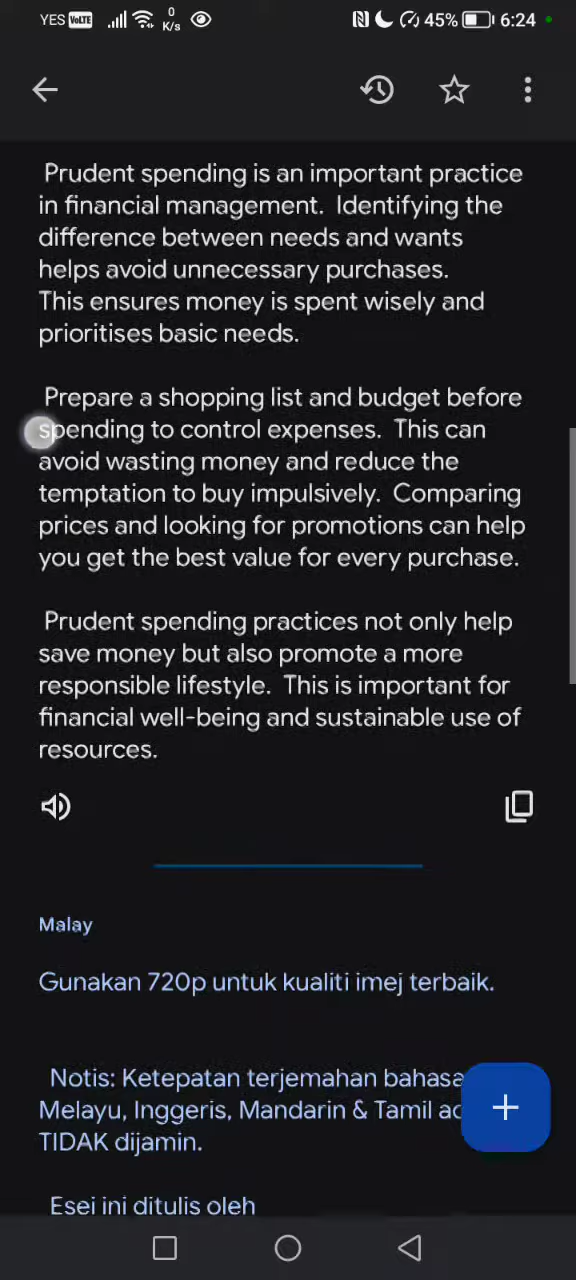 YES VoLTE 0 K/s 45% 6:24
Prudent spending is an important practice
in financial management. Identifying the
difference between needs and wants
helps avoid unnecessary purchases.
This ensures money is spent wisely and
prioritises basic needs.
Prepare a shopping list and budget before
spending to control expenses. This can
avoid wasting money and reduce the
temptation to buy impulsively. Comparing
prices and looking for promotions can help
you get the best value for every purchase.
Prudent spending practices not only help
save money but also promote a more
responsible lifestyle. This is important for
financial well-being and sustainable use of
resources.
Malay
Gunakan 720p untuk kualiti imej terbaik.
Notis: Ketepatan terjemahan bahasa
Melayu, Inggeris, Mandarin & Tamil
TIDAK dijamin.
Esei ini ditulis oleh